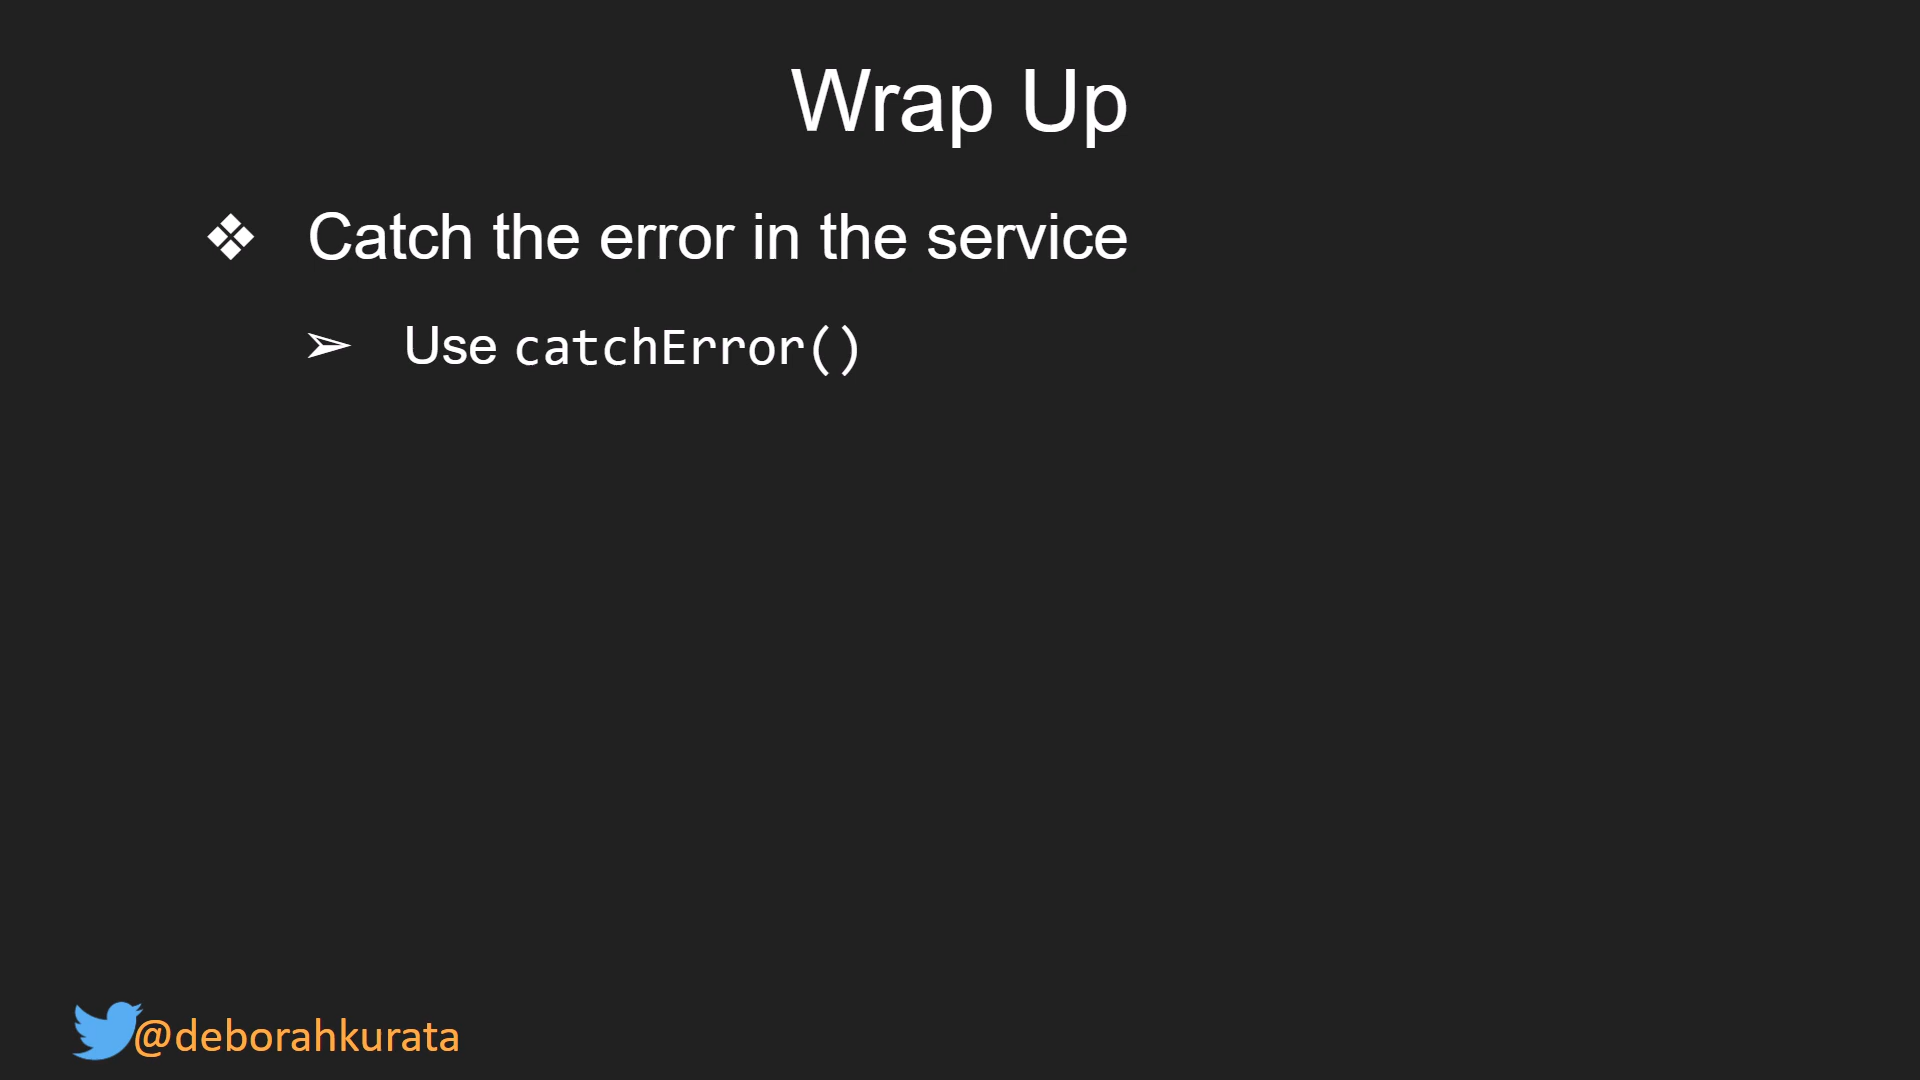 Wrap Up
❖ Catch the error in the service
➢ Use catchError()
@deborahkurata